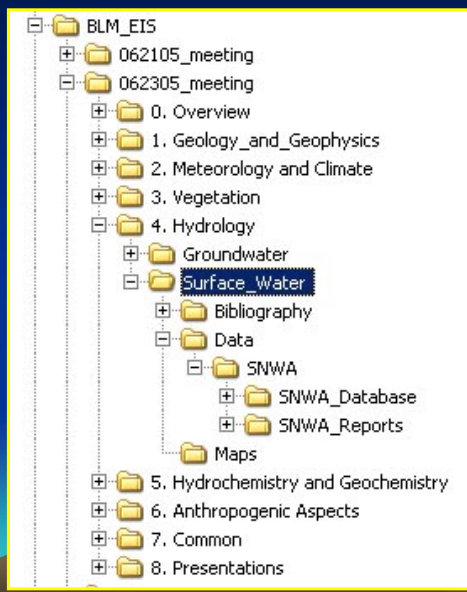 BLM_EIS
062105_meeting
062305_meeting
0. Overview
1. Geology_and_Geophysics
2. Meteorology and Climate
3. Vegetation
4. Hydrology
Groundwater
Surface_Water
Bibliography
Data
SNWA
SNWA_Database
SNWA_Reports
Maps
5. Hydrochemistry and Geochemistry
6. Anthropogenic Aspects
7. Common
8. Presentations